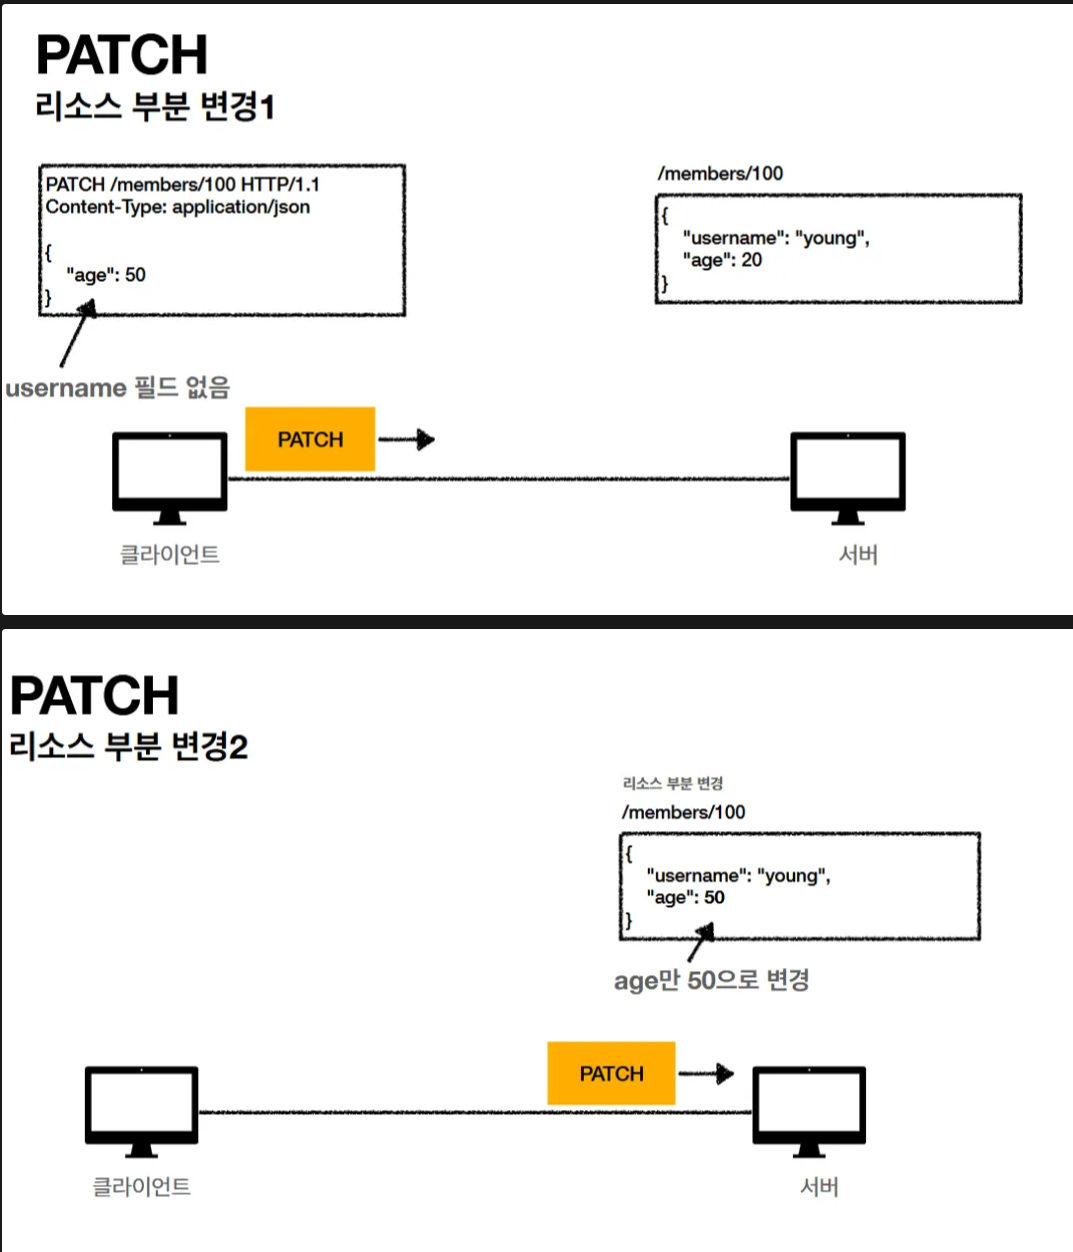 PATCH
리소스 부분 변경1
PATCH /members/100 HTTP/1.1
Content-Type: application/json
{
"age": 50
}
username 필드 없음
/members/100
{
"username": "young",
"age": 20
}
PATCH
클라이언트
서버
PATCH
리소스 부분 변경2
리소스 부분 변경
/members/100
{
"username": "young",
"age": 50
}
age만 50으로 변경
PATCH
클라이언트
서버